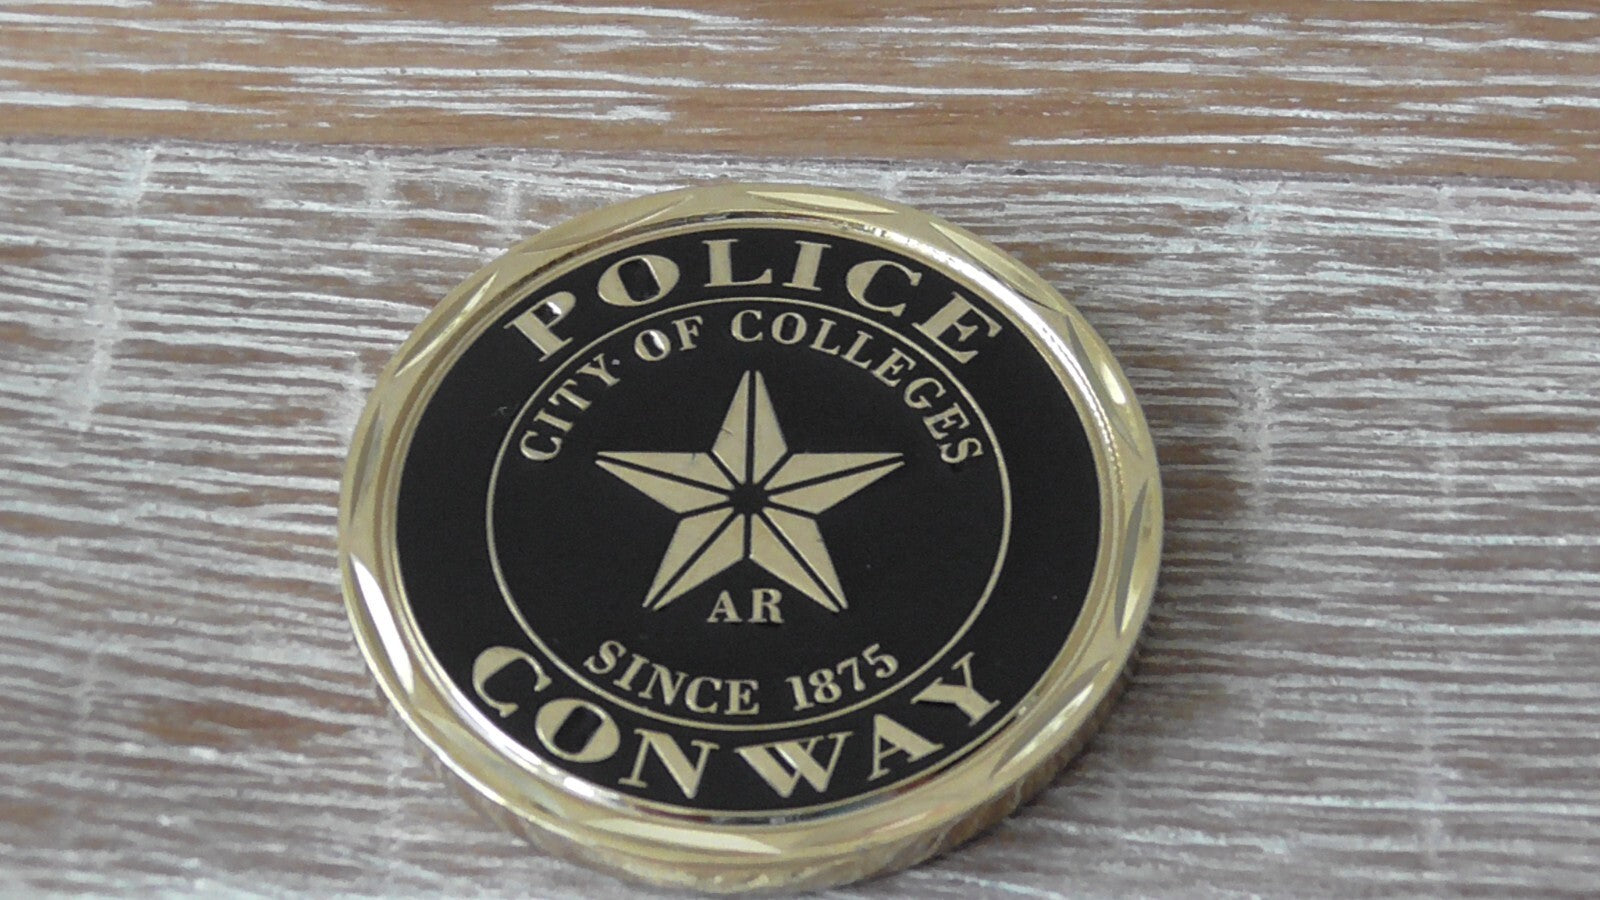 POLICE
CITY OF COLLEGES
AR
SINCE 1875
CONWAY